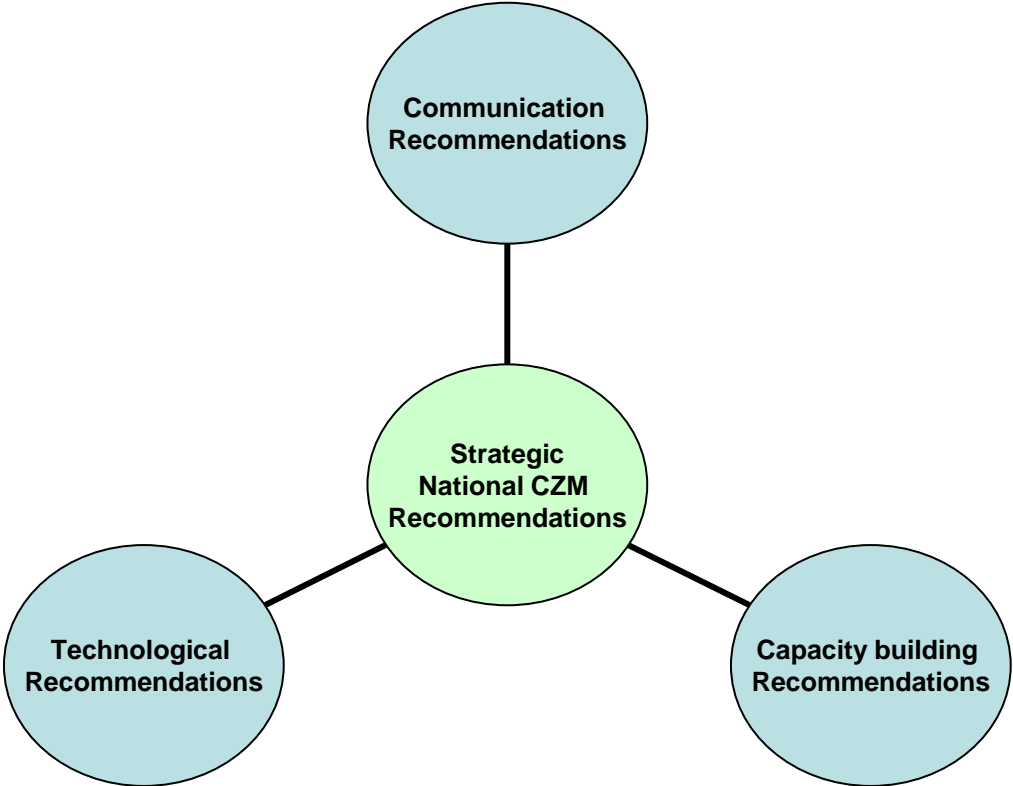 Communication
Recommendations
Strategic
National CZM
Recommendations
Technological
Recommendations
Capacity building
Recommendations